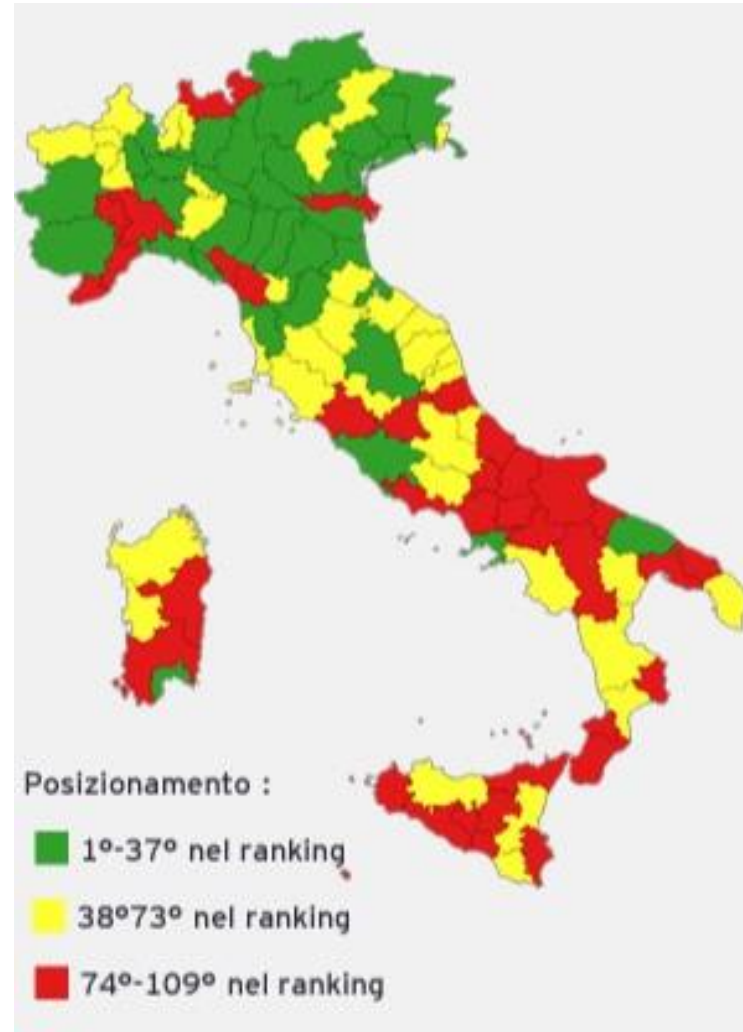 Posizionamento :
1º-37º nel ranking
38º73º nel ranking
74º-109º nel ranking